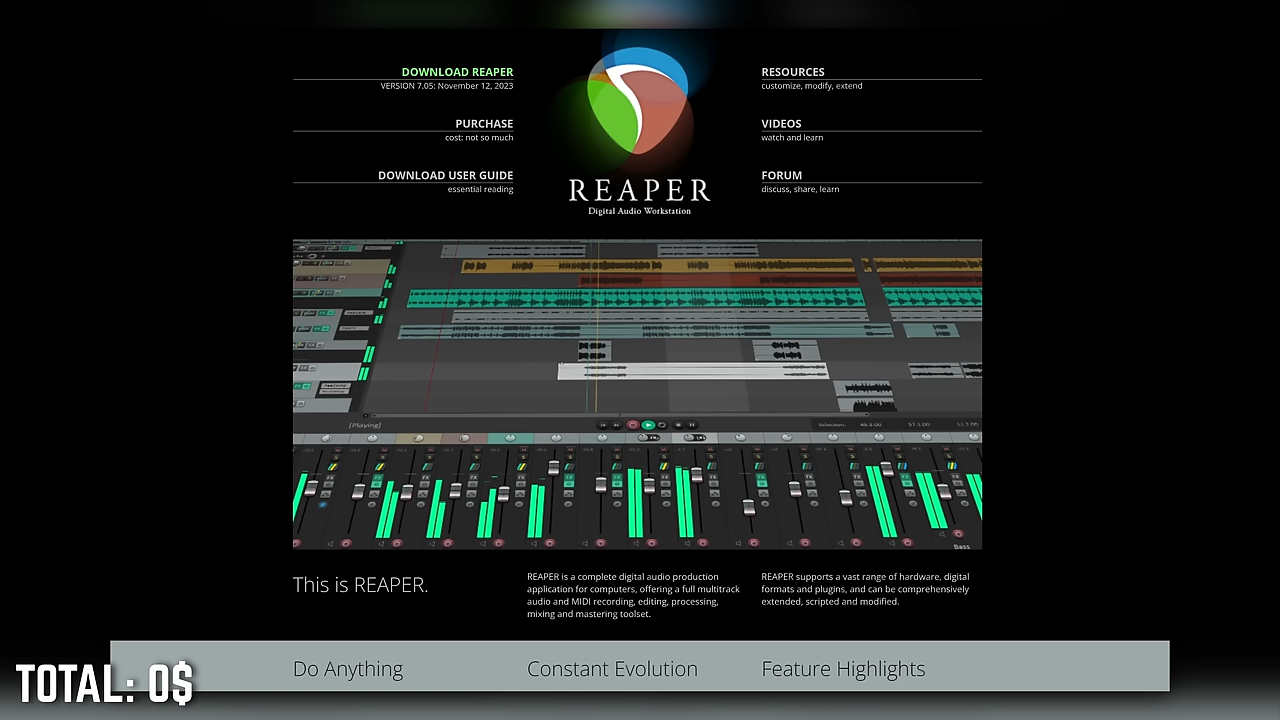 DOWNLOAD REAPER
VERSION 7.05: November 12, 2023
PURCHASE
cost: not so much
DOWNLOAD USER GUIDE
essential reading
REAPER
Digital Audio Workstation
RESOURCES
customize, modify, extend
VIDEOS
watch and learn
FORUM
discuss, share, learn
[Playing]
Selection:
Bass
This is REAPER.
REAPER is a complete digital audio production
application for computers, offering a full multitrack
audio and MIDI recording, editing, processing,
mixing and mastering toolset.
REAPER supports a vast range of hardware, digital
formats and plugins, and can be comprehensively
extended, scripted and modified.
Do Anything
Constant Evolution
Feature Highlights
TOTAL: 0$